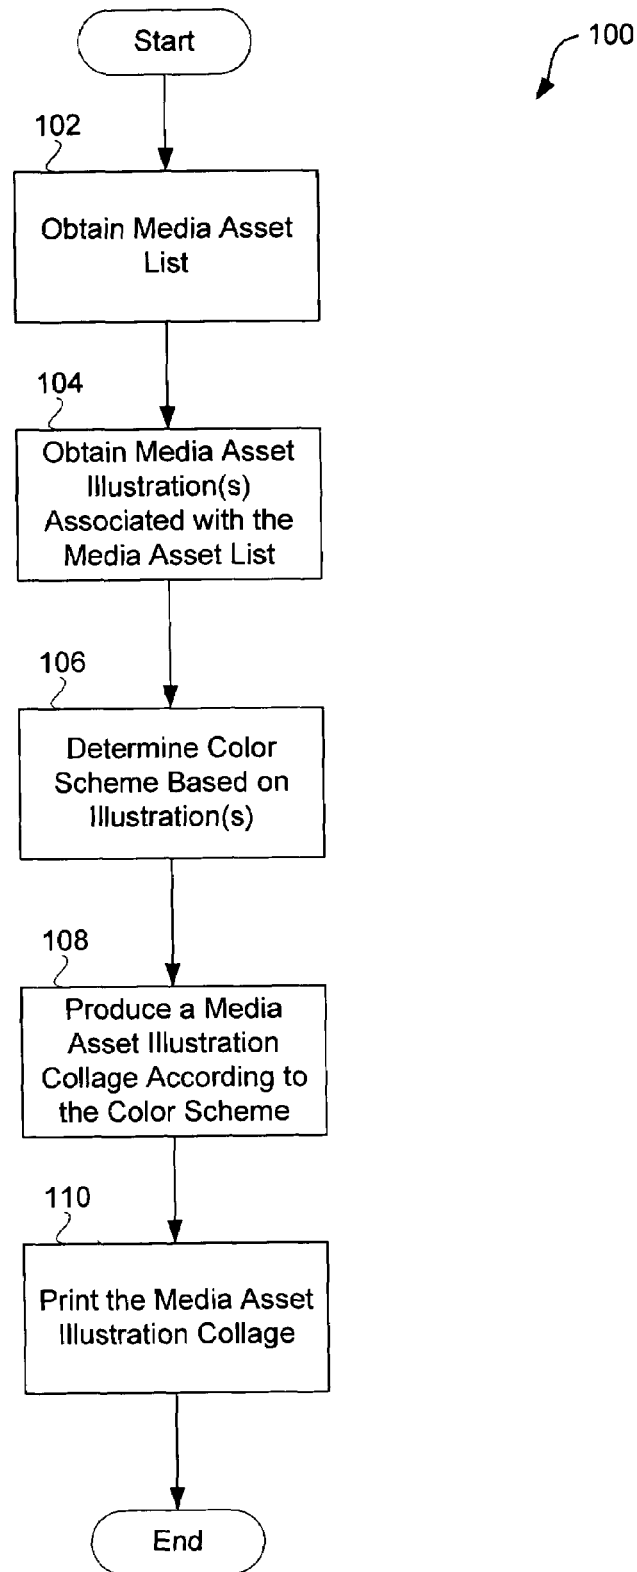 Start
100
102
Obtain Media Asset
List
104
Obtain Media Asset
Illustration(s)
Associated with the
Media Asset List
106
Determine Color
Scheme Based on
Illustration(s)
108
Produce a Media
Asset Illustration
Collage According to
the Color Scheme
110
Print the Media Asset
Illustration Collage
End